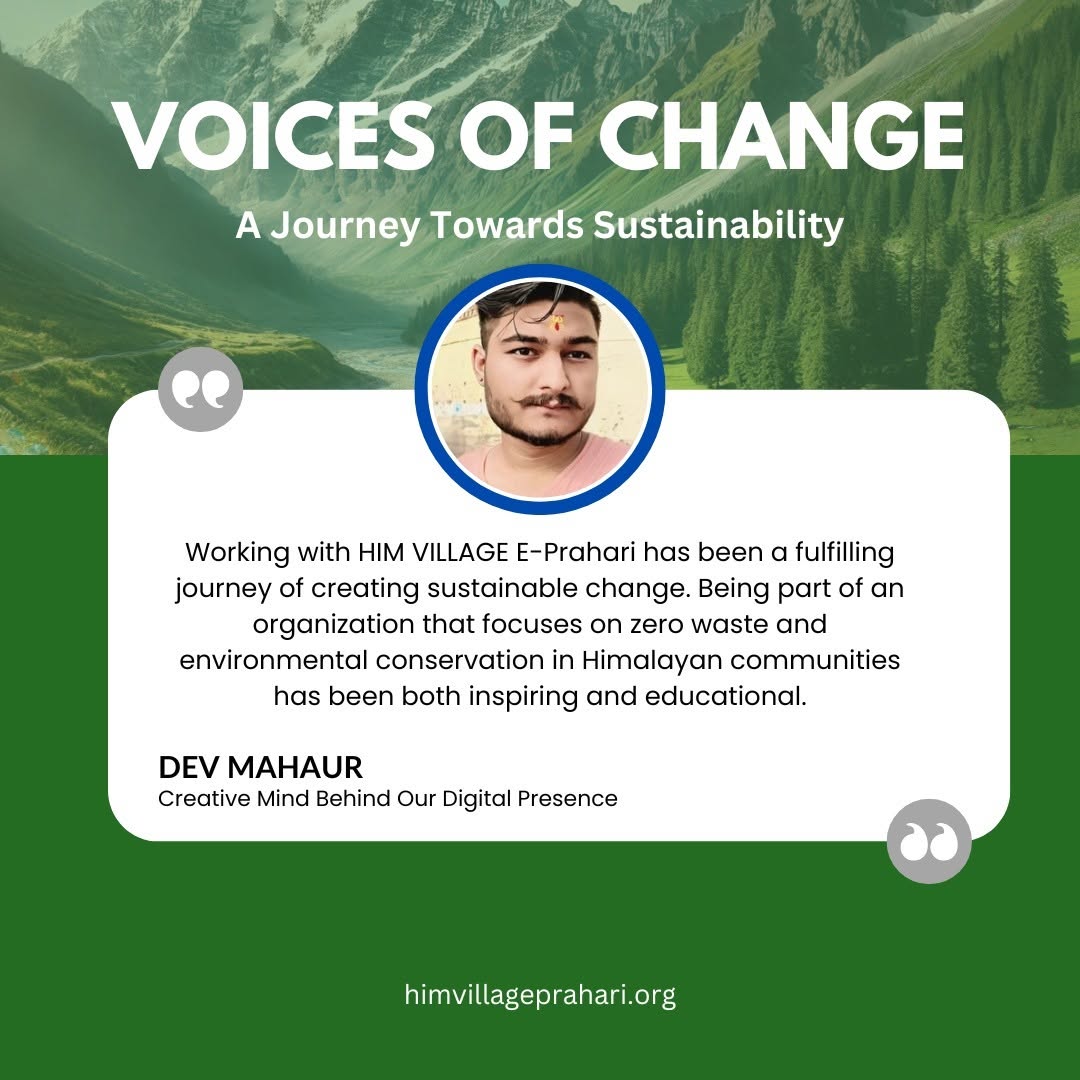 VOICES OF CHANGE
A Journey Towards Sustainability
Working with HIM VILLAGE E-Prahari has been a fulfilling
journey of creating sustainable change. Being part of an
organization that focuses on zero waste and
environmental conservation in Himalayan communities
has been both inspiring and educational.
DEV MAHAUR
Creative Mind Behind Our Digital Presence
himvillageprahari.org